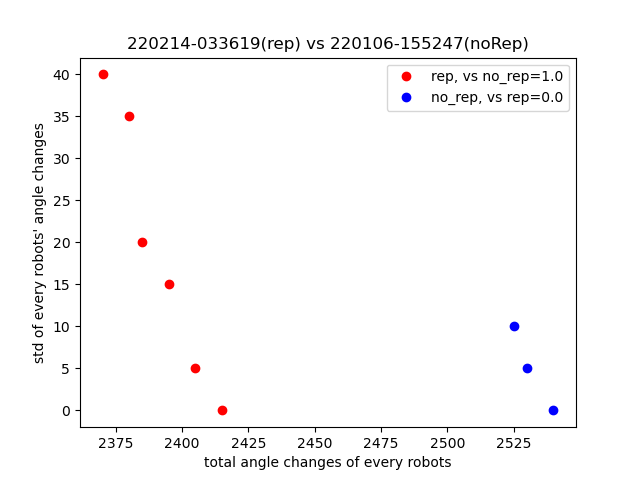 220214-033619(rep) vs 220106-155247(noRep)
rep, vs no_rep=1.0
no_rep, vs rep=0.0
40
35
30
25
20
15
10
5
0
std of every robots' angle changes
2375 2400 2425 2450 2475 2500 2525
total angle changes of every robots